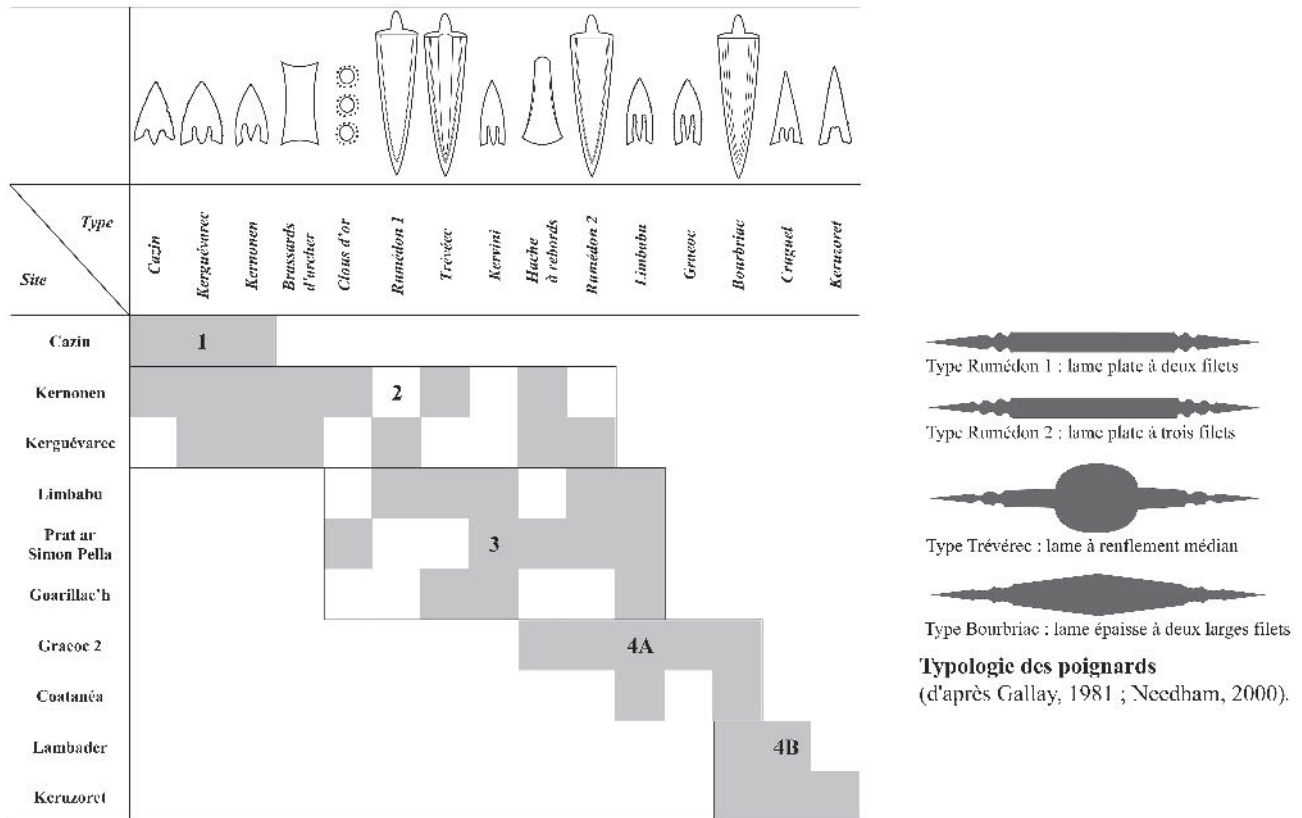 Type
Site
Cazin
Kerguévarec
Kernonen
Brassards
d'archer
Clous d'or
Rumédon 1
Trévéec
Kervini
Hache
à rebords
Rumédon 2
Limbabu
Graeoc
Bourbriac
Cruguel
Keruzoret
Cazin
1
Kernonen
2
Kerguévarec
Limbabu
Prat ar
Simon Pella
3
Goarillac'h
Graeoc 2
4A
Coatanéa
Lambader
4B
Keruzoret
Type Rumédon 1 : lame plate à deux filets
Type Rumédon 2 : lame plate à trois filets
Type Trévérec : lame à renflement médian
Type Bourbriac : lame épaisse à deux larges filets
Typologie des poignards
(d'après Gallay, 1981 ; Needham, 2000).